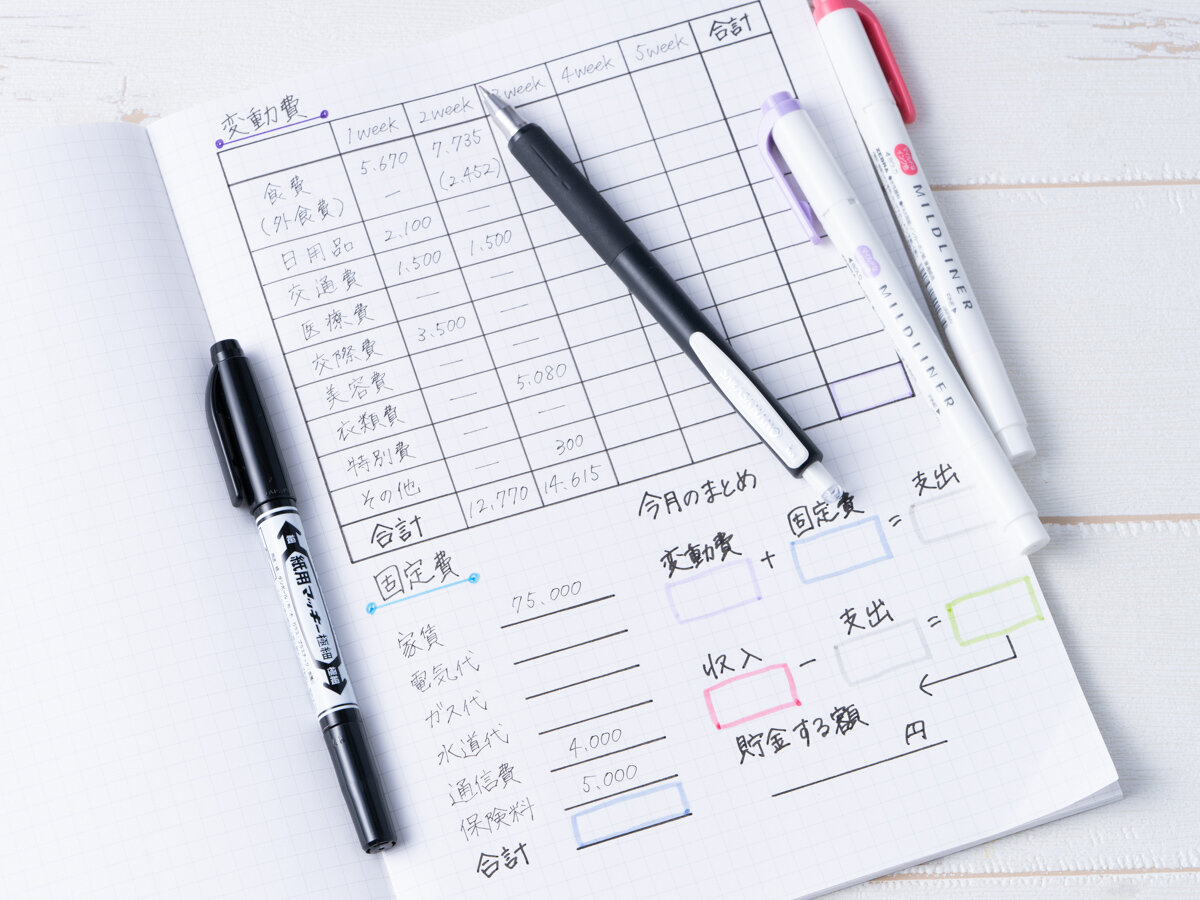 変動費
1week 2week week 4week 5week 合計
食費 5.670 7.735
(外食費) — (2.452)
日用品 2.100 —
交通費 1.500 1.500
医療費 — —
交際費 3.500 —
美容費 — —
衣類費 — 5.080
特別費 — —
その他 — 300
合計 12,770 14.615
固定費
家賃 75.000
電気代
ガス代
水道代
通信費 4.000
保険料 5.000
合計
今月のまとめ
変動費 + 固定費 = 支出
収入 − 支出 =
貯金する額 円
細 紙用マッキー極細 極細
ZEBRA MILDLINER
MILDLINER